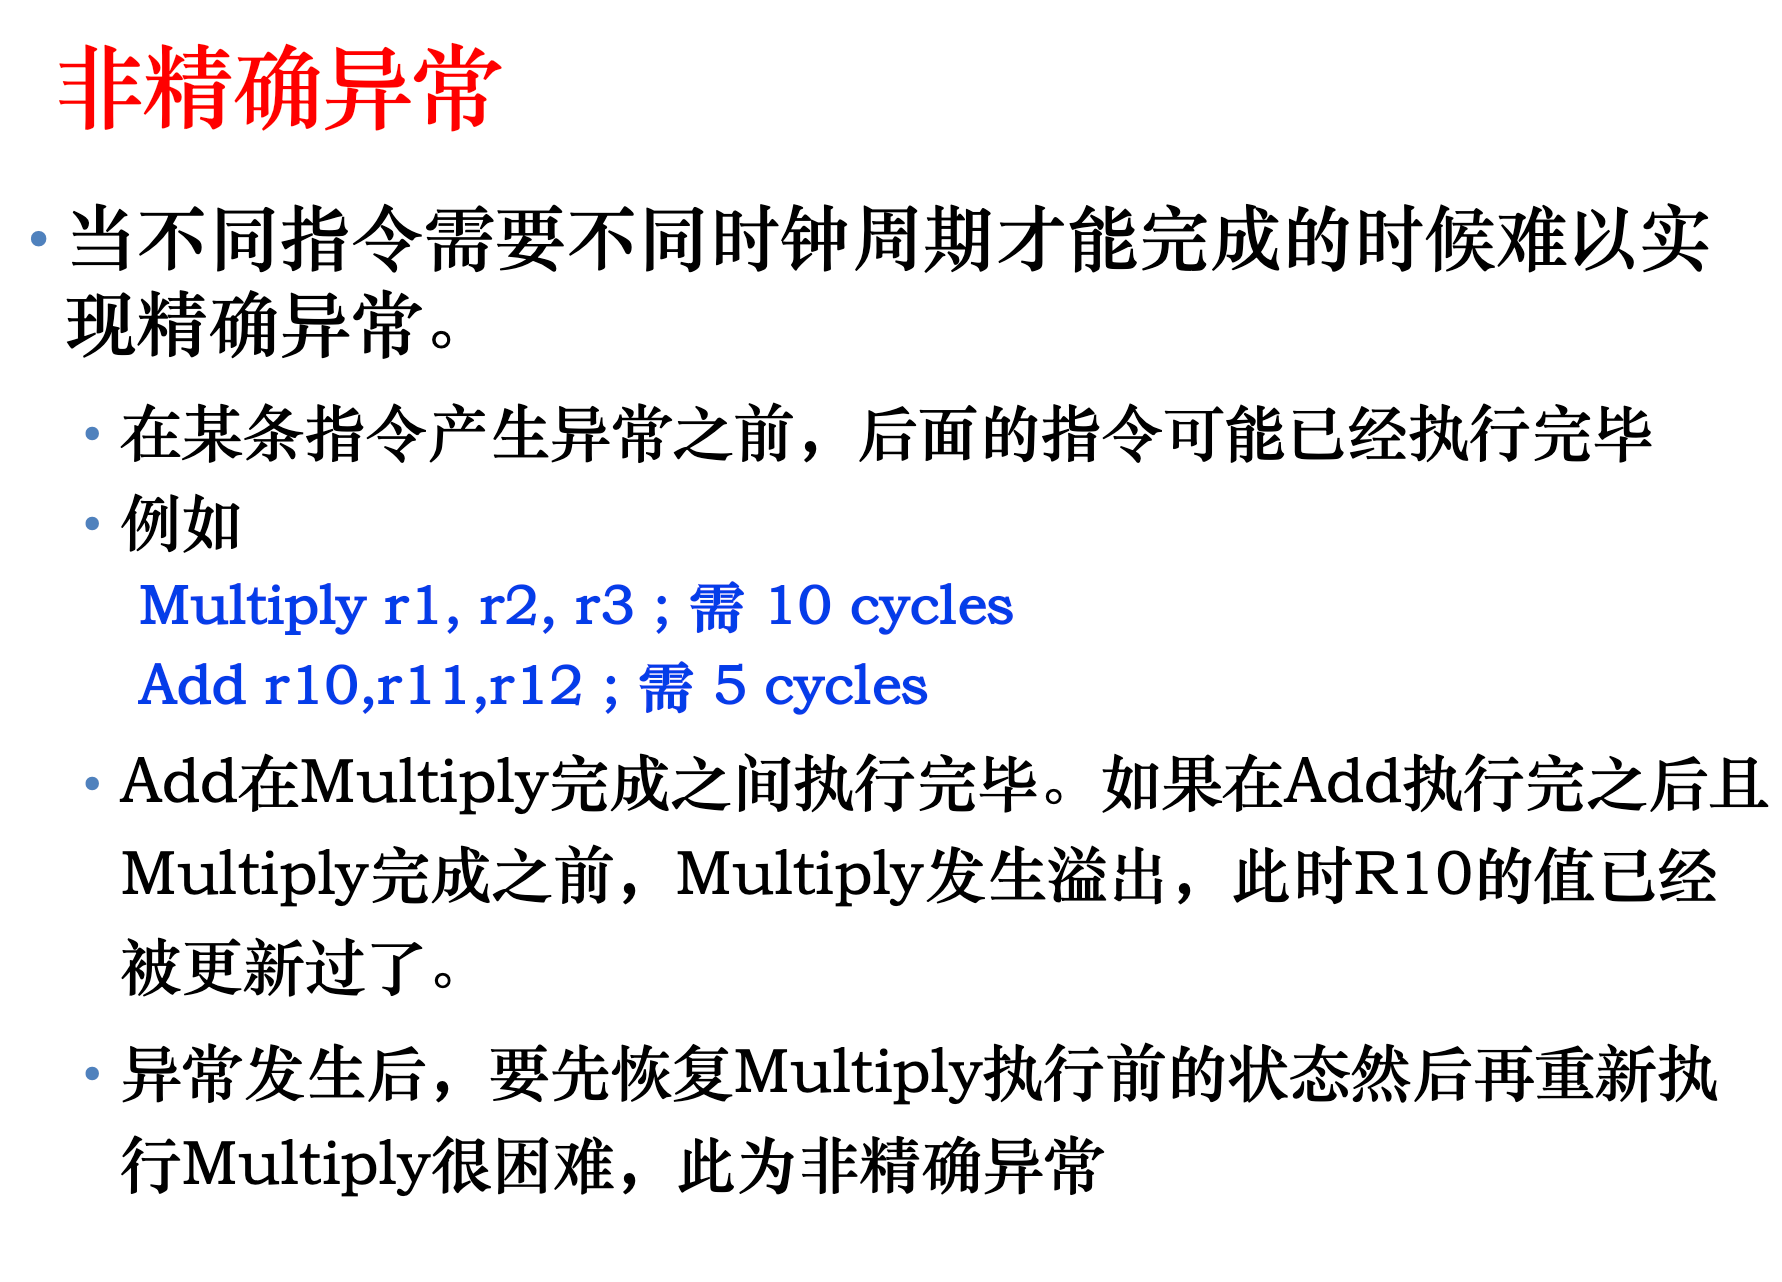 非精确异常
• 当不同指令需要不同时钟周期才能完成的时候难以实
现精确异常。
• 在某条指令产生异常之前，后面的指令可能已经执行完毕
• 例如
Multiply r1, r2, r3 ; 需 10 cycles
Add r10,r11,r12 ; 需 5 cycles
• Add在Multiply完成之间执行完毕。如果在Add执行完之后且
Multiply完成之前，Multiply发生溢出，此时R10的值已经
被更新过了。
• 异常发生后，要先恢复Multiply执行前的状态然后再重新执
行Multiply很困难，此为非精确异常